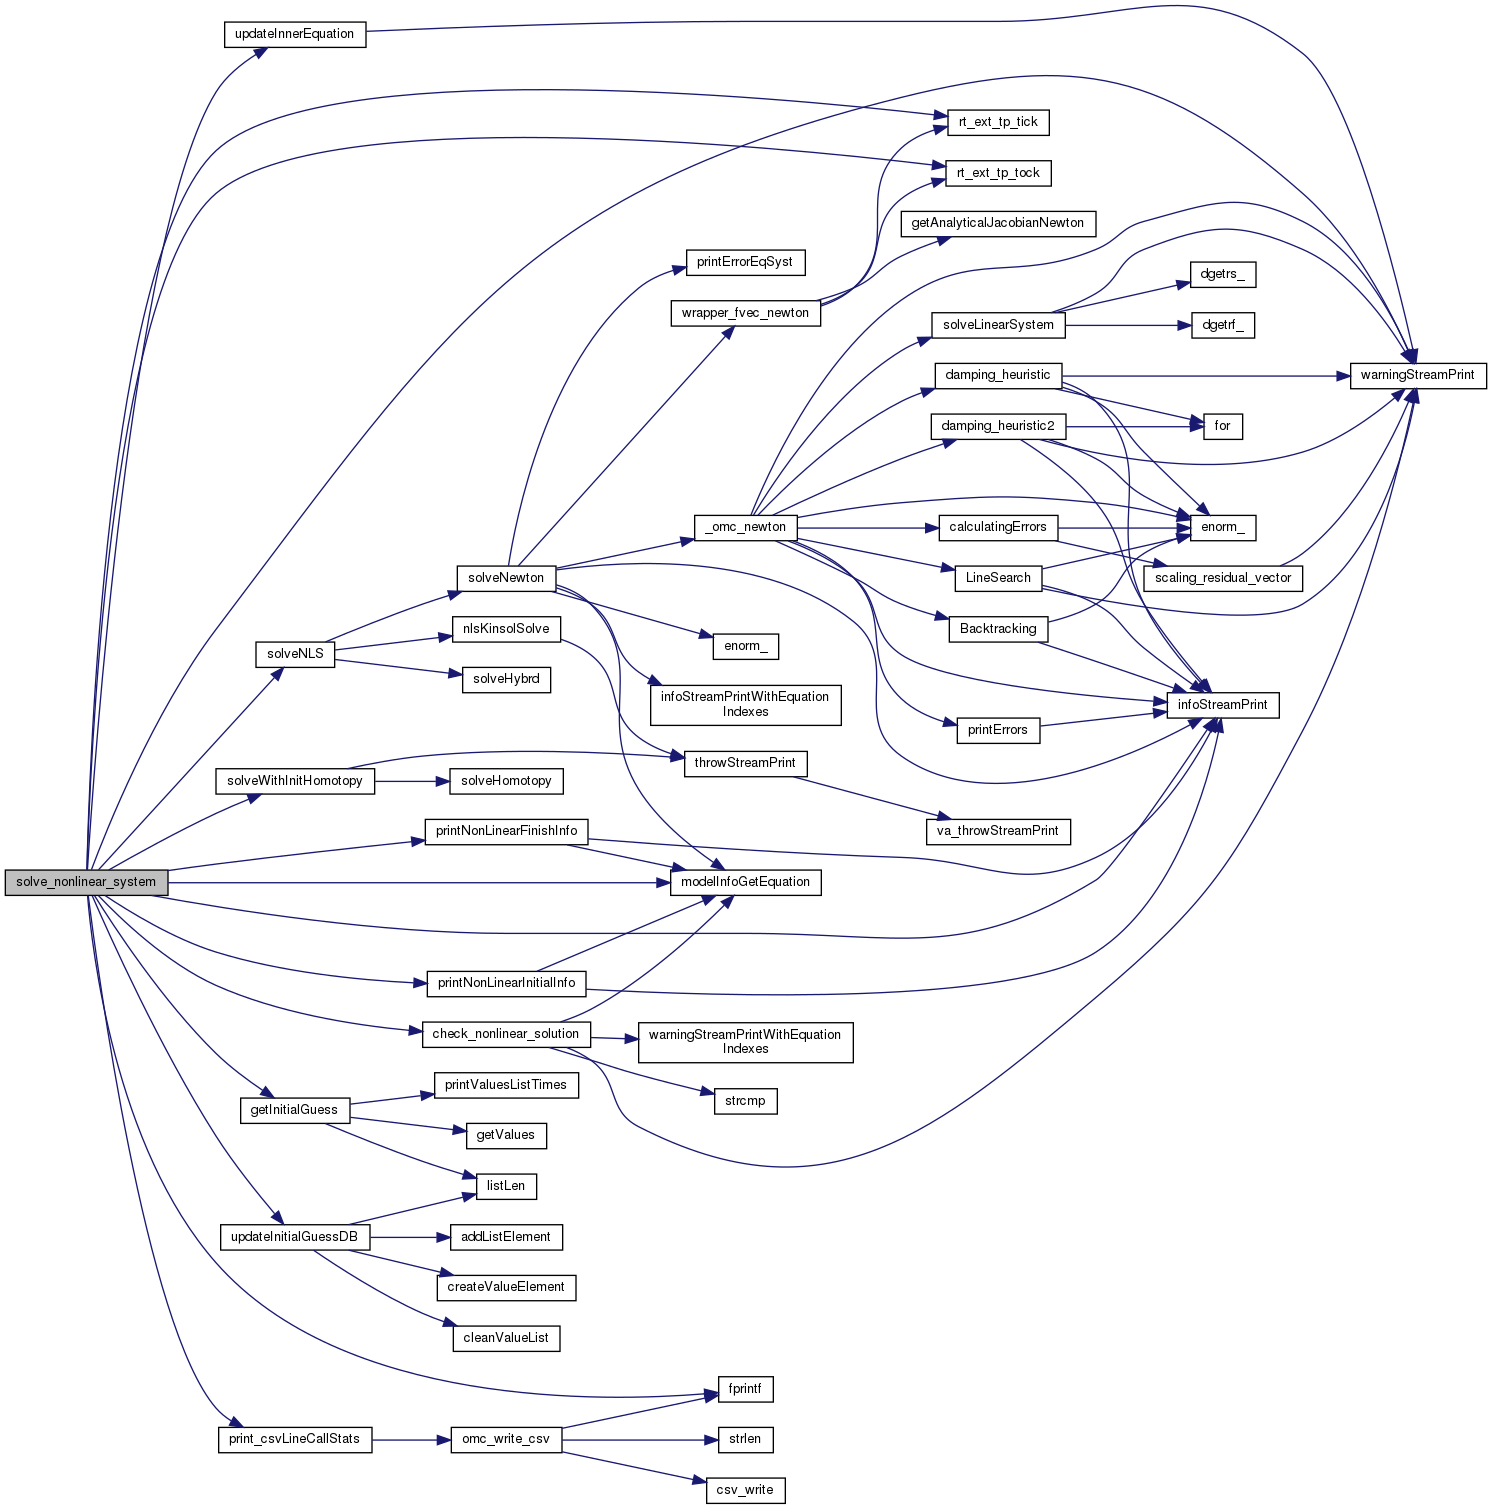 updateInnerEquation
rt_ext_tp_tick
rt_ext_tp_tock
getAnalyticalJacobianNewton
printErrorEqSyst
dgetrs_
wrapper_fvec_newton
solveLinearSystem
dgetrf_
damping_heuristic
warningStreamPrint
damping_heuristic2
for
_omc_newton
calculatingErrors
enorm_
solveNewton
LineSearch
scaling_residual_vector
nlsKinsolSolve
Backtracking
solveNLS
enorm_
solveHybrd
infoStreamPrintWithEquation
Indexes
infoStreamPrint
printErrors
throwStreamPrint
solveWithInitHomotopy
solveHomotopy
printNonLinearFinishInfo
va_throwStreamPrint
solve_nonlinear_system
modelInfoGetEquation
printNonLinearInitialInfo
check_nonlinear_solution
warningStreamPrintWithEquation
Indexes
printValuesListTimes
strcmp
getInitialGuess
getValues
listLen
updateInitialGuessDB
addListElement
createValueElement
cleanValueList
fprintf
print_csvLineCallStats
omc_write_csv
strlen
csv_write